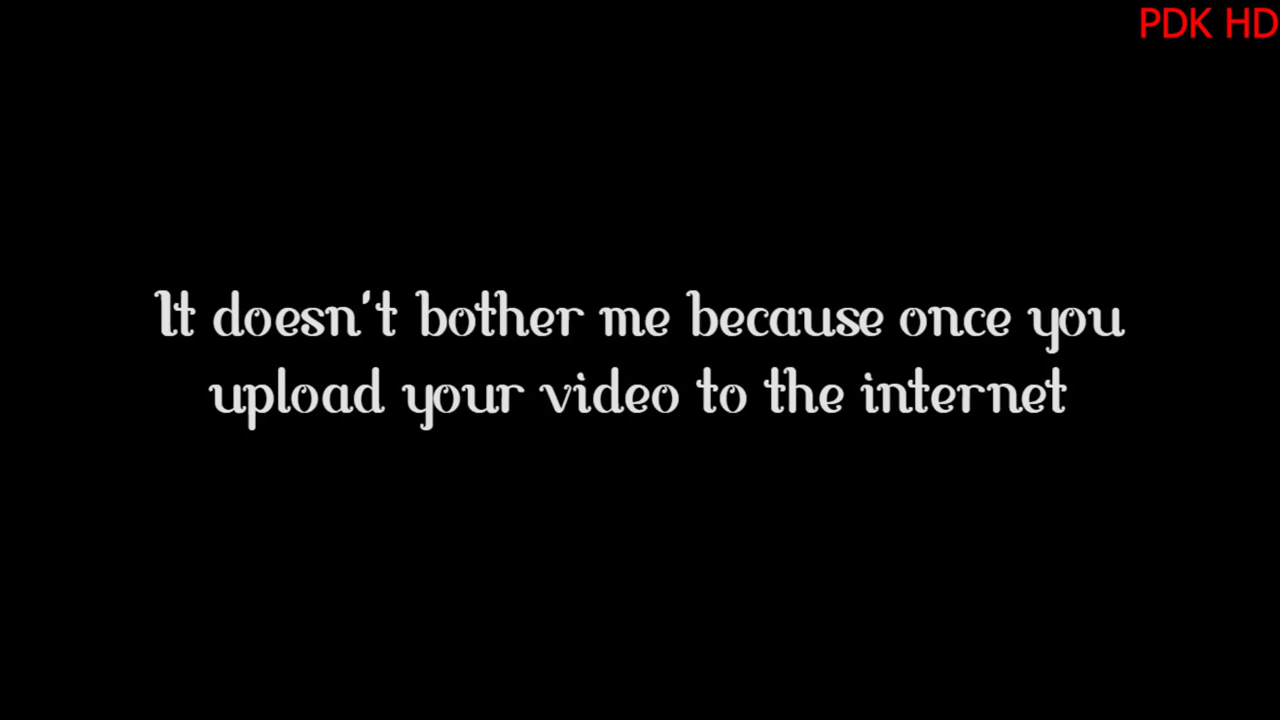 PDK HD
It doesn't bother me because once you
upload your video to the internet